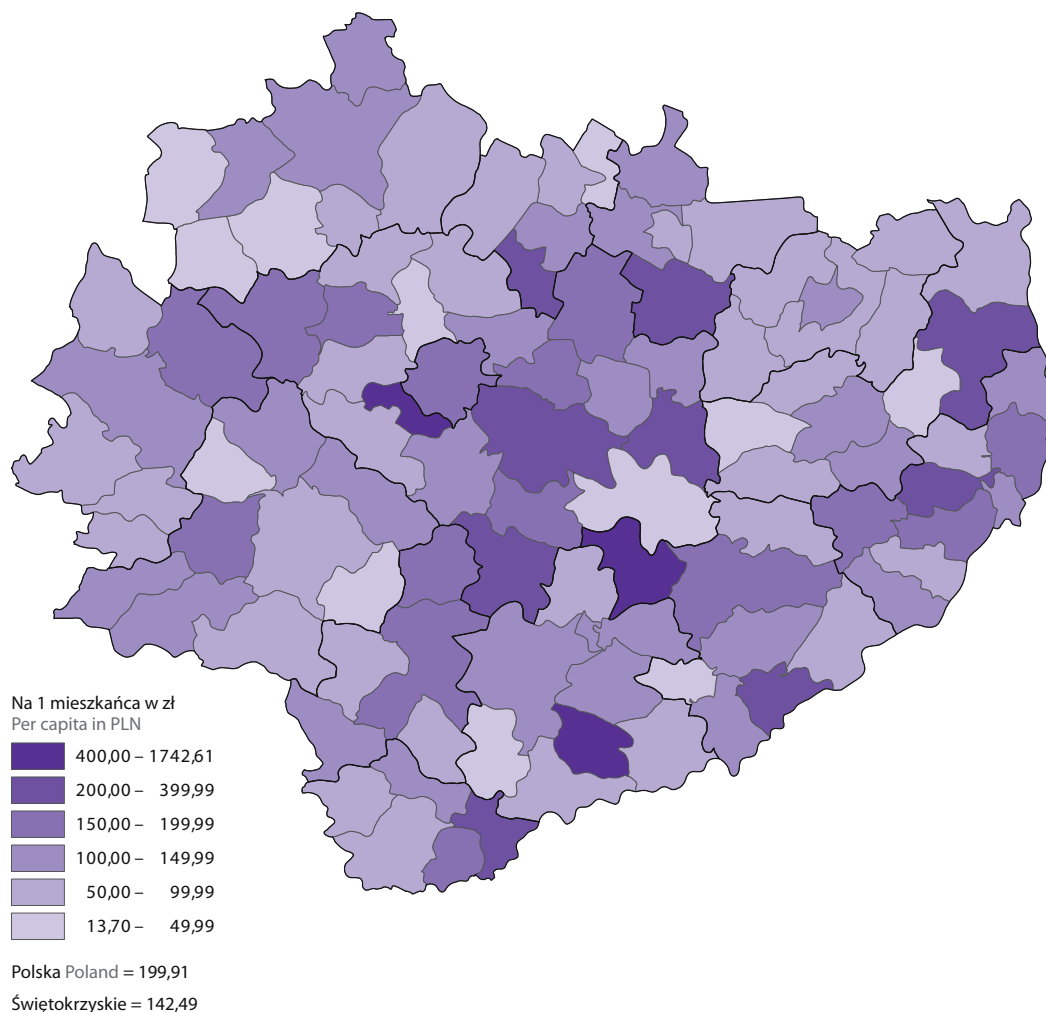 Na 1 mieszkańca w zł
Per capita in PLN
400,00 – 1742,61
200,00 – 399,99
150,00 – 199,99
100,00 – 149,99
50,00 – 99,99
13,70 – 49,99
Polska Poland = 199,91
Świętokrzyskie = 142,49